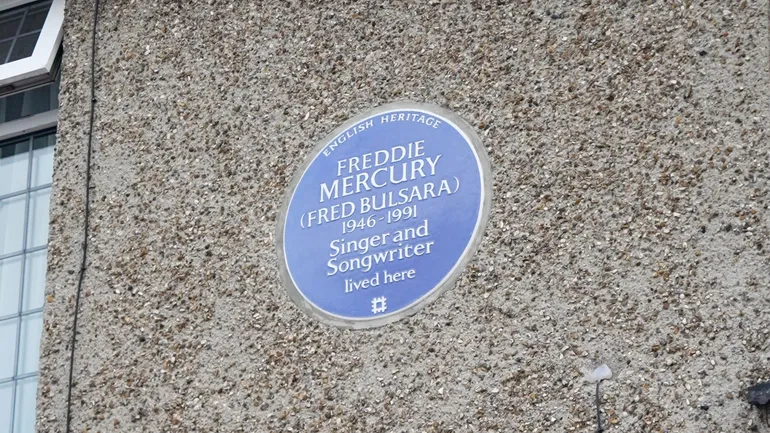 ENGLISH HERITAGE
FREDDIE
MERCURY
(FRED BULSARA)
1946-1991
Singer and
Songwriter
lived here